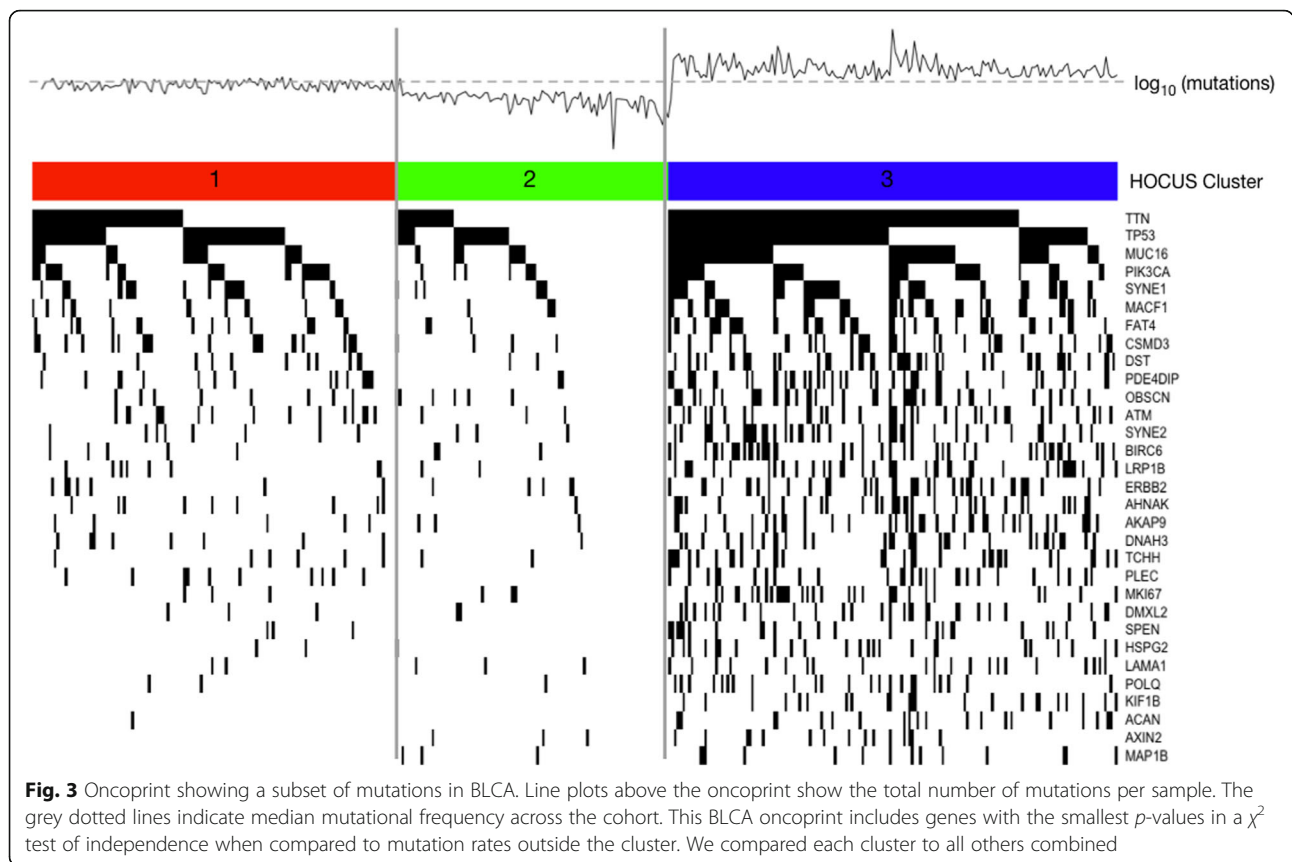 log10 (mutations)
1 2 3 HOCUS Cluster
TTN
TP53
MUC16
PIK3CA
SYNE1
MACF1
FAT4
CSMD3
DST
PDE4DIP
OBSCN
ATM
SYNE2
BIRC6
LRP1B
ERBB2
AHNAK
AKAP9
DNAH3
TCHH
PLEC
MKI67
DMXL2
SPEN
HSPG2
LAMA1
POLQ
KIF1B
ACAN
AXIN2
MAP1B
Fig. 3 Oncoprint showing a subset of mutations in BLCA. Line plots above the oncoprint show the total number of mutations per sample. The
grey dotted lines indicate median mutational frequency across the cohort. This BLCA oncoprint includes genes with the smallest p-values in a χ2
test of independence when compared to mutation rates outside the cluster. We compared each cluster to all others combined